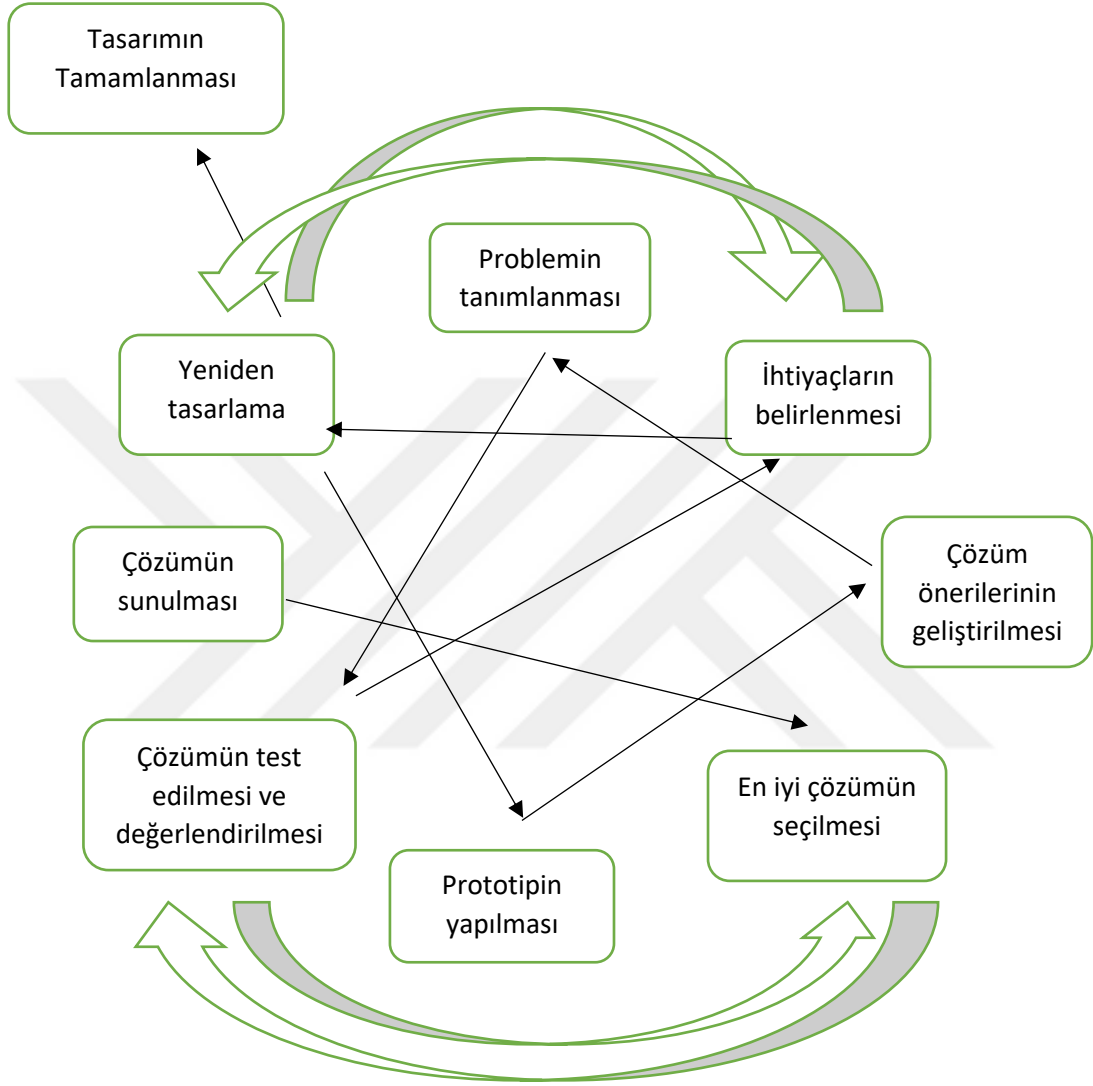 Tasarımın
Tamamlanması
Problemin
tanımlanması
Yeniden
tasarlama
İhtiyaçların
belirlenmesi
Çözümün
sunulması
Çözüm
önerilerinin
geliştirilmesi
Çözümün test
edilmesi ve
değerlendirilmesi
En iyi çözümün
seçilmesi
Prototipin
yapılması